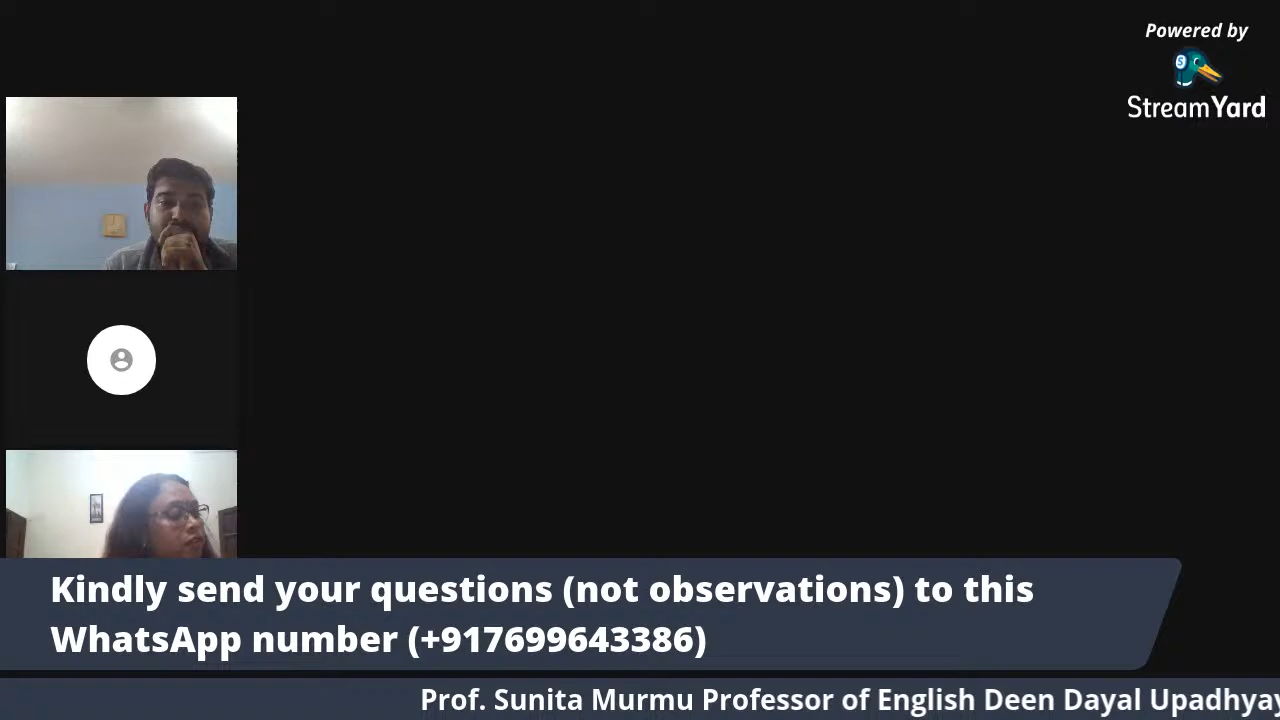 Powered by
StreamYard
Kindly send your questions (not observations) to this
WhatsApp number (+917699643386)
Prof. Sunita Murmu Professor of English Deen Dayal Upadhyay